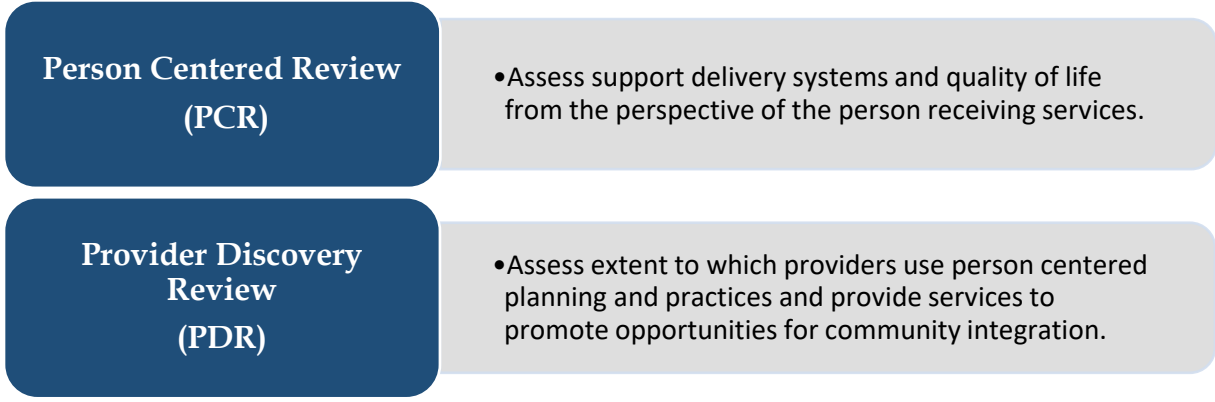 Person Centered Review
(PCR)
•Assess support delivery systems and quality of life
from the perspective of the person receiving services.
Provider Discovery
Review
(PDR)
•Assess extent to which providers use person centered
planning and practices and provide services to
promote opportunities for community integration.